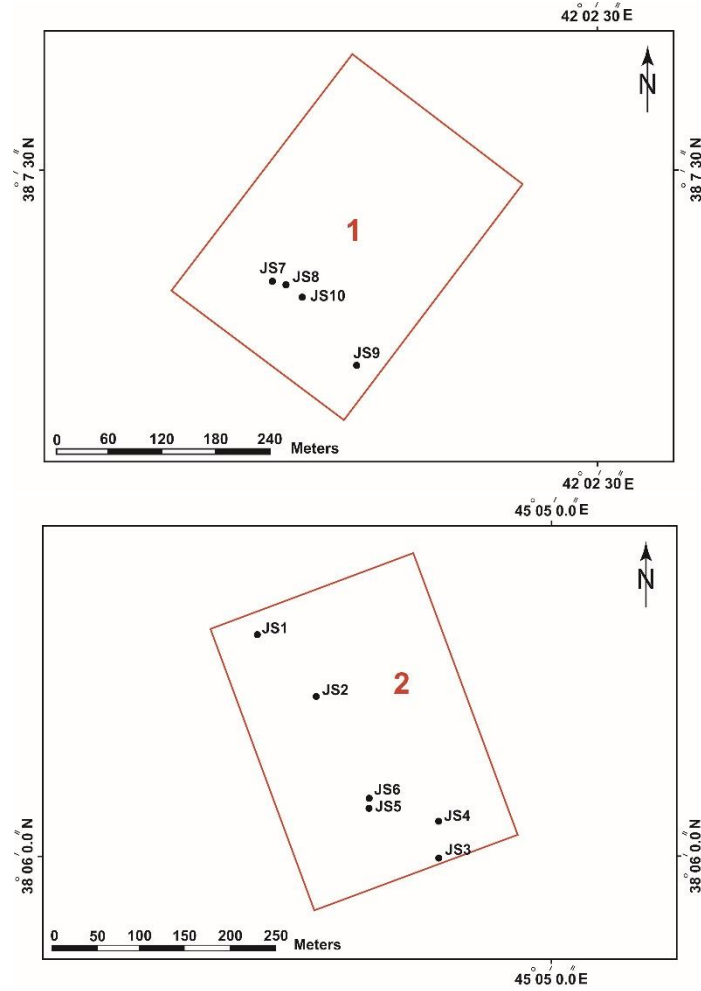 42° 02′ 30″ E
N
38° 7′ 30″ N
38° 7′ 30″ N
1
JS7
JS8
JS10
JS9
0 60 120 180 240 Meters
42° 02′ 30″ E
45° 05′ 0.0″ E
N
JS1
2
JS2
JS6
JS5
JS4
JS3
38° 06′ 0.0″ N
38° 06′ 0.0″ N
0 50 100 150 200 250 Meters
45° 05′ 0.0″ E